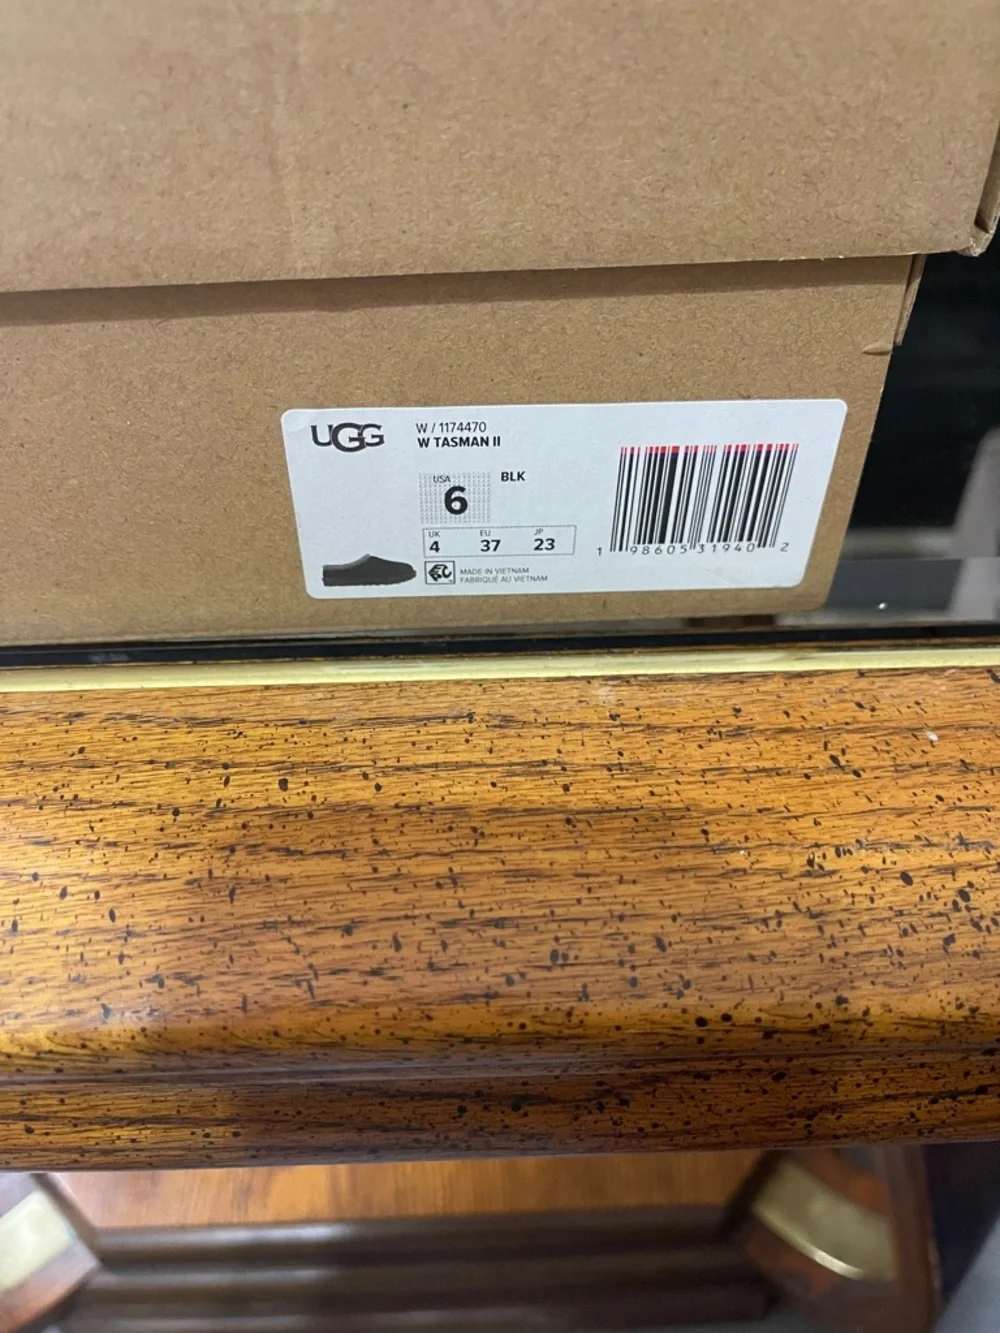 UGG
W / 1174470
W TASMAN II
USA
6
BLK
UK EU JP
4 37 23
MADE IN VIETNAM
FABRIQUÉ AU VIETNAM
1 98605 31940 2